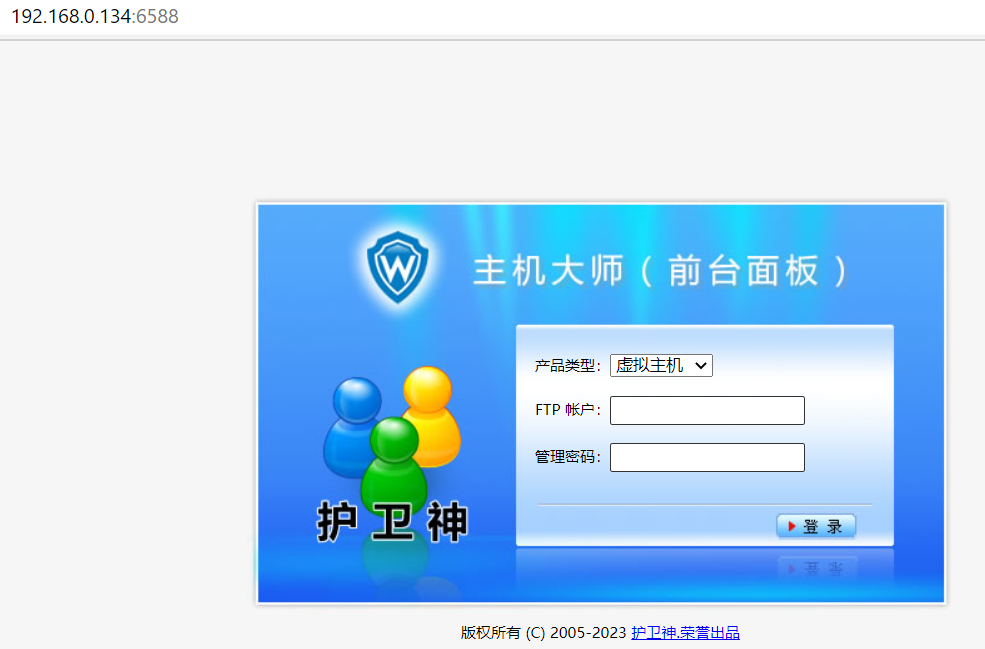 192.168.0.134:6588
W
主机大师（前台面板）
产品类型: 虚拟主机
FTP 帐户:
管理密码:
护卫神
登 录
版权所有 (C) 2005-2023 护卫神.荣誉出品